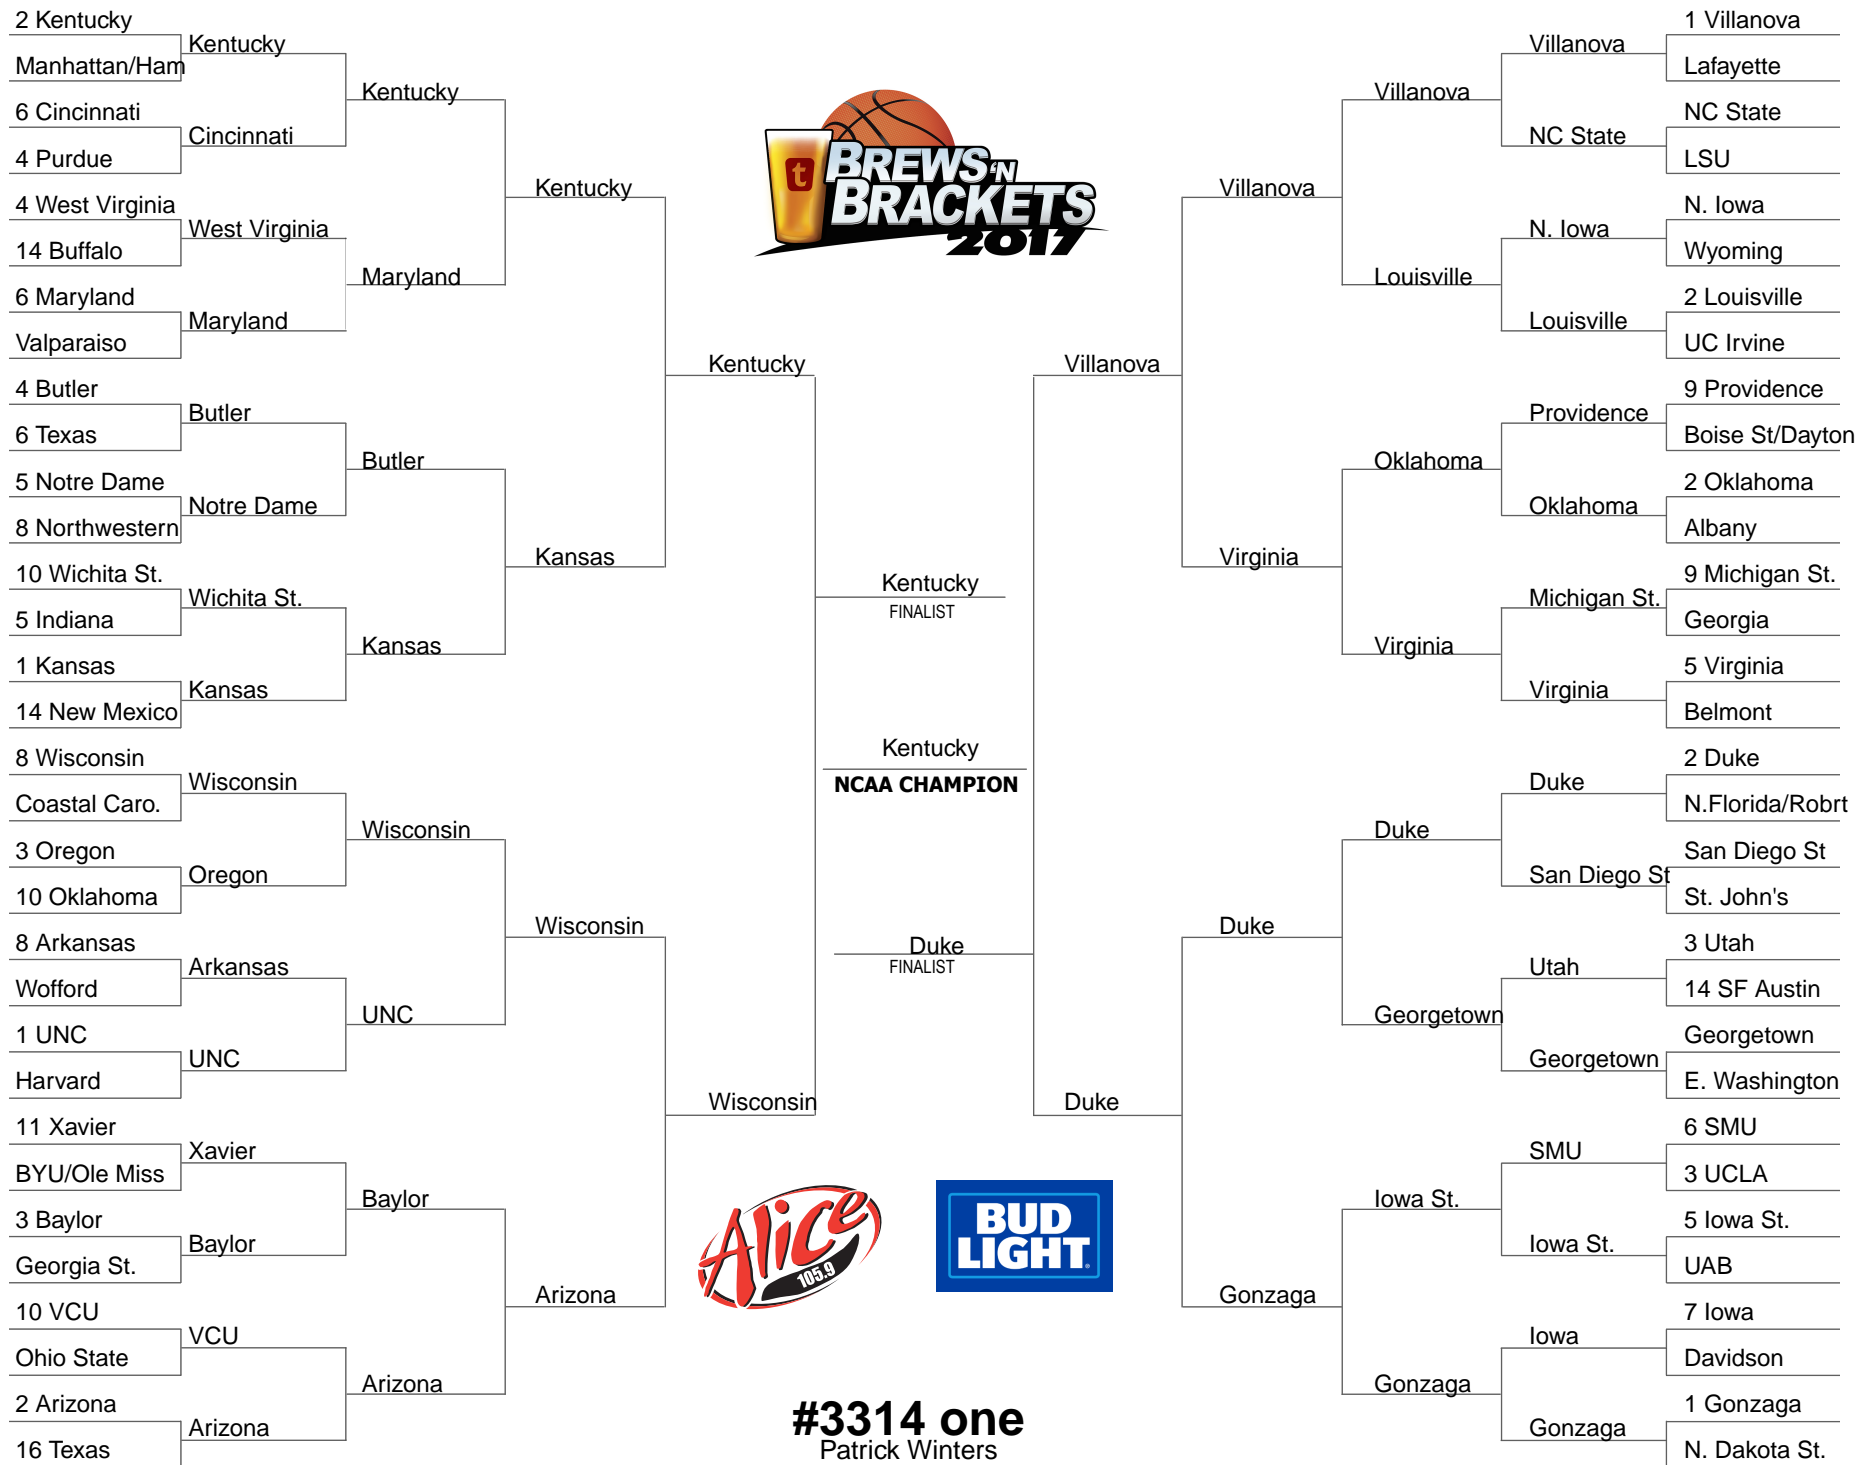 2 Kentucky
Manhattan/Ham
6 Cincinnati
4 Purdue
4 West Virginia
14 Buffalo
6 Maryland
Valparaiso
4 Butler
6 Texas
5 Notre Dame
8 Northwestern
10 Wichita St.
5 Indiana
1 Kansas
14 New Mexico
8 Wisconsin
Coastal Caro.
3 Oregon
10 Oklahoma
8 Arkansas
Wofford
1 UNC
Harvard
11 Xavier
BYU/Ole Miss
3 Baylor
Georgia St.
10 VCU
Ohio State
2 Arizona
16 Texas
Kentucky
Cincinnati
West Virginia
Maryland
Butler
Notre Dame
Wichita St.
Kansas
Wisconsin
Oregon
Arkansas
UNC
Xavier
Baylor
VCU
Arizona
Kentucky
Maryland
Butler
Kansas
Wisconsin
UNC
Baylor
Arizona
Kentucky
Kansas
Wisconsin
Arizona
Kentucky
Wisconsin
t
BREWS 'N
BRACKETS
2017
Kentucky
FINALIST
Kentucky
NCAA CHAMPION
Duke
FINALIST
Alice
105.9
BUD
LIGHT
#3314 one
Patrick Winters
Villanova
Duke
Villanova
Virginia
Duke
Gonzaga
Villanova
Louisville
Oklahoma
Virginia
Duke
Georgetown
Iowa St.
Gonzaga
Villanova
NC State
N. Iowa
Louisville
Providence
Oklahoma
Michigan St.
Virginia
Duke
San Diego St
Utah
Georgetown
SMU
Iowa St.
Iowa
Gonzaga
1 Villanova
Lafayette
NC State
LSU
N. Iowa
Wyoming
2 Louisville
UC Irvine
9 Providence
Boise St/Dayton
2 Oklahoma
Albany
9 Michigan St.
Georgia
5 Virginia
Belmont
2 Duke
N.Florida/Robrt
San Diego St
St. John's
3 Utah
14 SF Austin
Georgetown
E. Washington
6 SMU
3 UCLA
5 Iowa St.
UAB
7 Iowa
Davidson
1 Gonzaga
N. Dakota St.